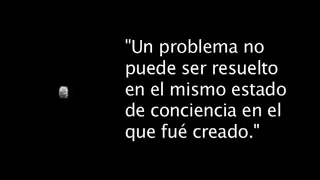 "Un problema no
puede ser resuelto
en el mismo estado
de conciencia en el
que fué creado."